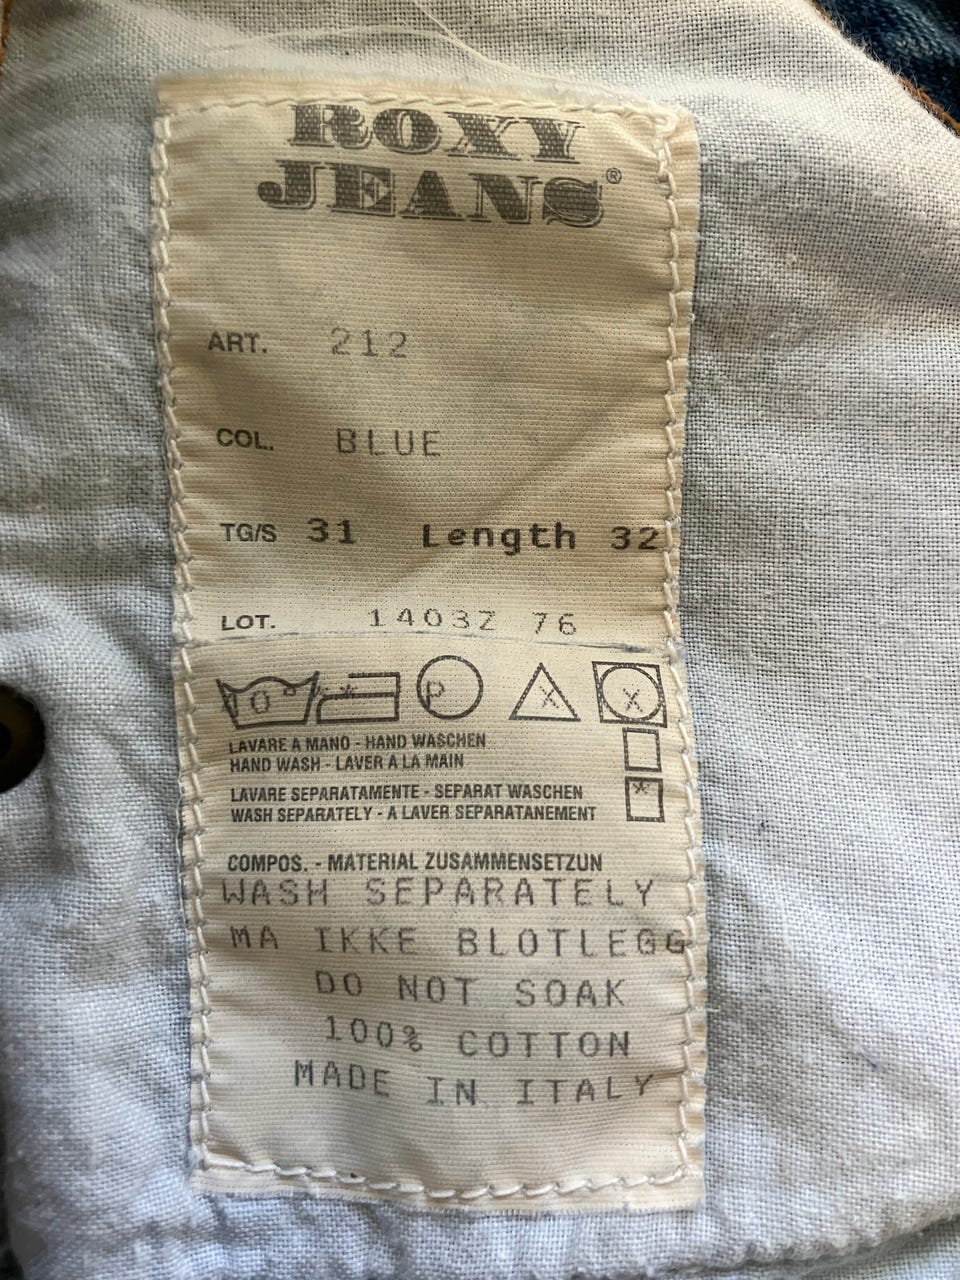 ROXY
JEANS®
ART. 212
COL. BLUE
TG/S 31 Length 32
LOT. 1403Z 76
P X X
LAVARE A MANO - HAND WASCHEN
HAND WASH - LAVER A LA MAIN
LAVARE SEPARATAMENTE - SEPARAT WASCHEN
WASH SEPARATELY - A LAVER SEPARATANEMENT
*
COMPOS. - MATERIAL ZUSAMMENSETZUN
WASH SEPARATELY
MA IKKE BLOTLEGG
DO NOT SOAK
100% COTTON
MADE IN ITALY